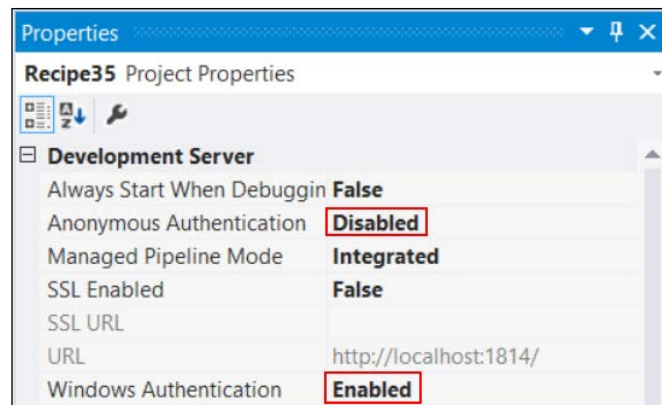 Properties
Recipe35 Project Properties
Development Server
Always Start When Debuggin False
Anonymous Authentication Disabled
Managed Pipeline Mode Integrated
SSL Enabled False
SSL URL
URL http://localhost:1814/
Windows Authentication Enabled